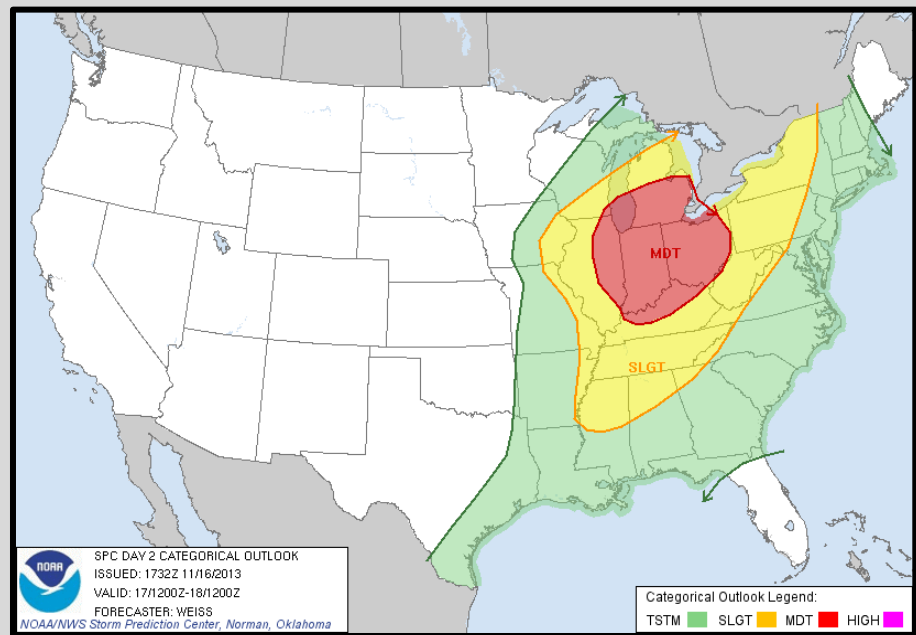 MDT
SLGT
NOAA
SPC DAY 2 CATEGORICAL OUTLOOK
ISSUED: 1732Z 11/16/2013
VALID: 17/1200Z-18/1200Z
FORECASTER: WEISS
NOAA/NWS Storm Prediction Center, Norman, Oklahoma
Categorical Outlook Legend:
TSTM SLGT MDT HIGH